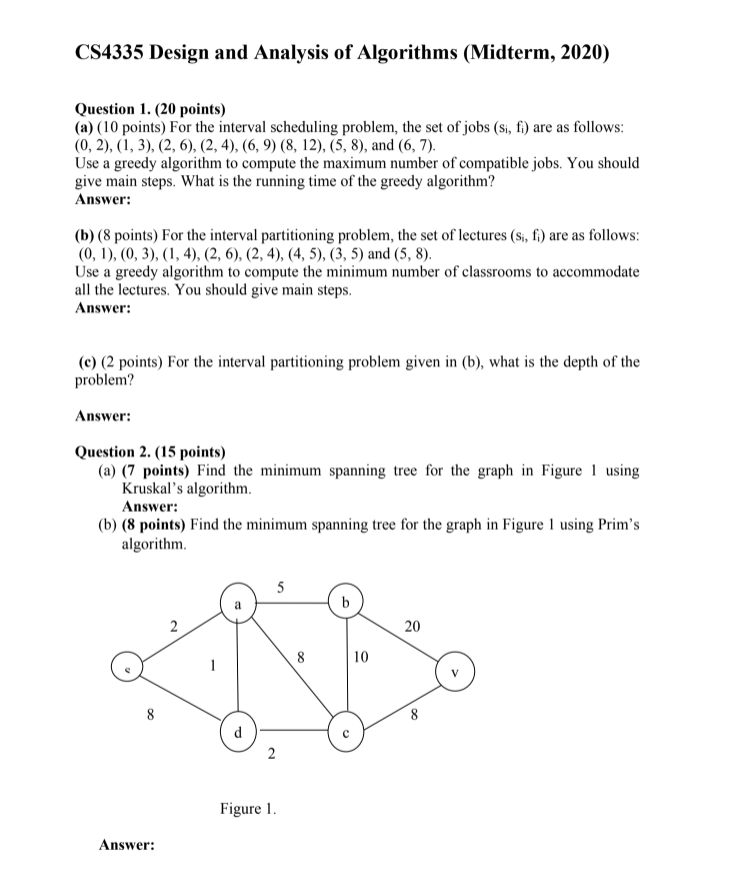 CS4335 Design and Analysis of Algorithms (Midterm, 2020)
Question 1. (20 points)
(a) (10 points) For the interval scheduling problem, the set of jobs (sᵢ, fᵢ) are as follows:
(0, 2), (1, 3), (2, 6), (2, 4), (6, 9) (8, 12), (5, 8), and (6, 7).
Use a greedy algorithm to compute the maximum number of compatible jobs. You should
give main steps. What is the running time of the greedy algorithm?
Answer:
(b) (8 points) For the interval partitioning problem, the set of lectures (sᵢ, fᵢ) are as follows:
(0, 1), (0, 3), (1, 4), (2, 6), (2, 4), (4, 5), (3, 5) and (5, 8).
Use a greedy algorithm to compute the minimum number of classrooms to accommodate
all the lectures. You should give main steps.
Answer:
(c) (2 points) For the interval partitioning problem given in (b), what is the depth of the
problem?
Answer:
Question 2. (15 points)
(a) (7 points) Find the minimum spanning tree for the graph in Figure 1 using
Kruskal's algorithm.
Answer:
(b) (8 points) Find the minimum spanning tree for the graph in Figure 1 using Prim's
algorithm.
5
a
b
2
20
1
8
10
v
8
8
d
c
2
Figure 1.
Answer: